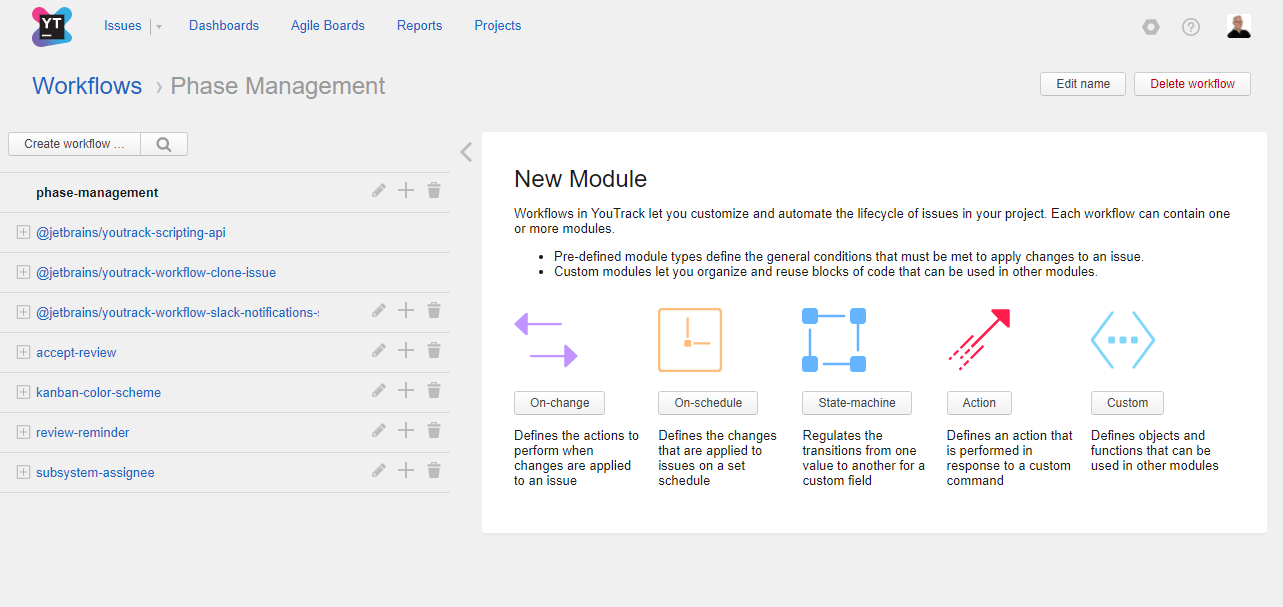 YT
Issues
Dashboards
Agile Boards
Reports
Projects
Workflows › Phase Management
Edit name
Delete workflow
Create workflow ...
phase-management
@jetbrains/youtrack-scripting-api
@jetbrains/youtrack-workflow-clone-issue
@jetbrains/youtrack-workflow-slack-notifications-
accept-review
kanban-color-scheme
review-reminder
subsystem-assignee
New Module
Workflows in YouTrack let you customize and automate the lifecycle of issues in your project. Each workflow can contain one
or more modules.
• Pre-defined module types define the general conditions that must be met to apply changes to an issue.
• Custom modules let you organize and reuse blocks of code that can be used in other modules.
On-change
Defines the actions to
perform when
changes are applied
to an issue
On-schedule
Defines the changes
that are applied to
issues on a set
schedule
State-machine
Regulates the
transitions from one
value to another for a
custom field
Action
Defines an action that
is performed in
response to a custom
command
Custom
Defines objects and
functions that can be
used in other modules